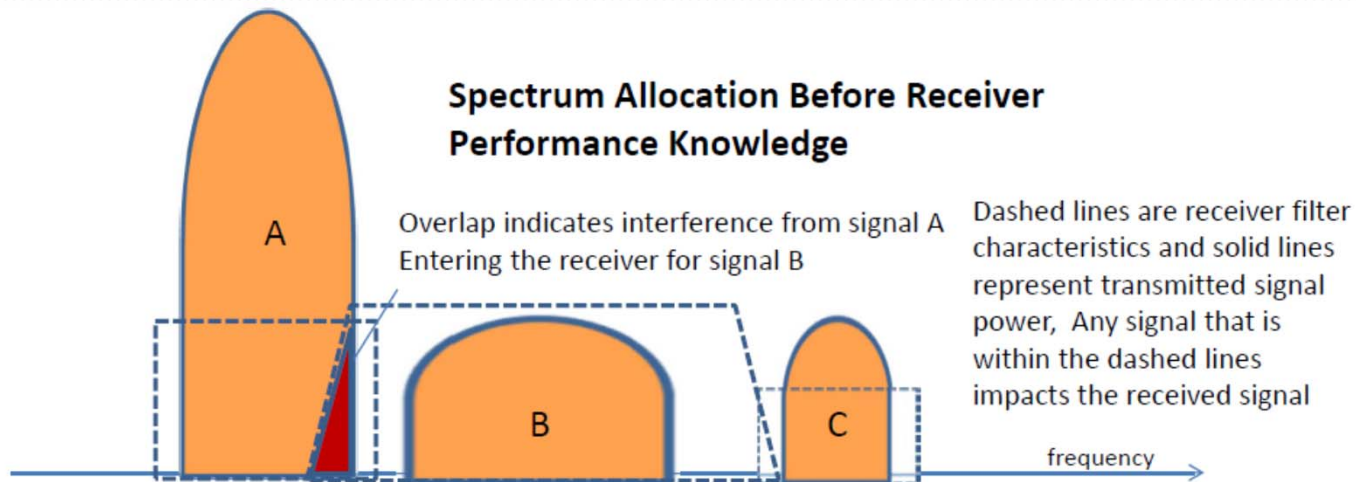 Spectrum Allocation Before Receiver
Performance Knowledge
A
Overlap indicates interference from signal A
Entering the receiver for signal B
Dashed lines are receiver filter
characteristics and solid lines
represent transmitted signal
power, Any signal that is
within the dashed lines
impacts the received signal
B
C
frequency